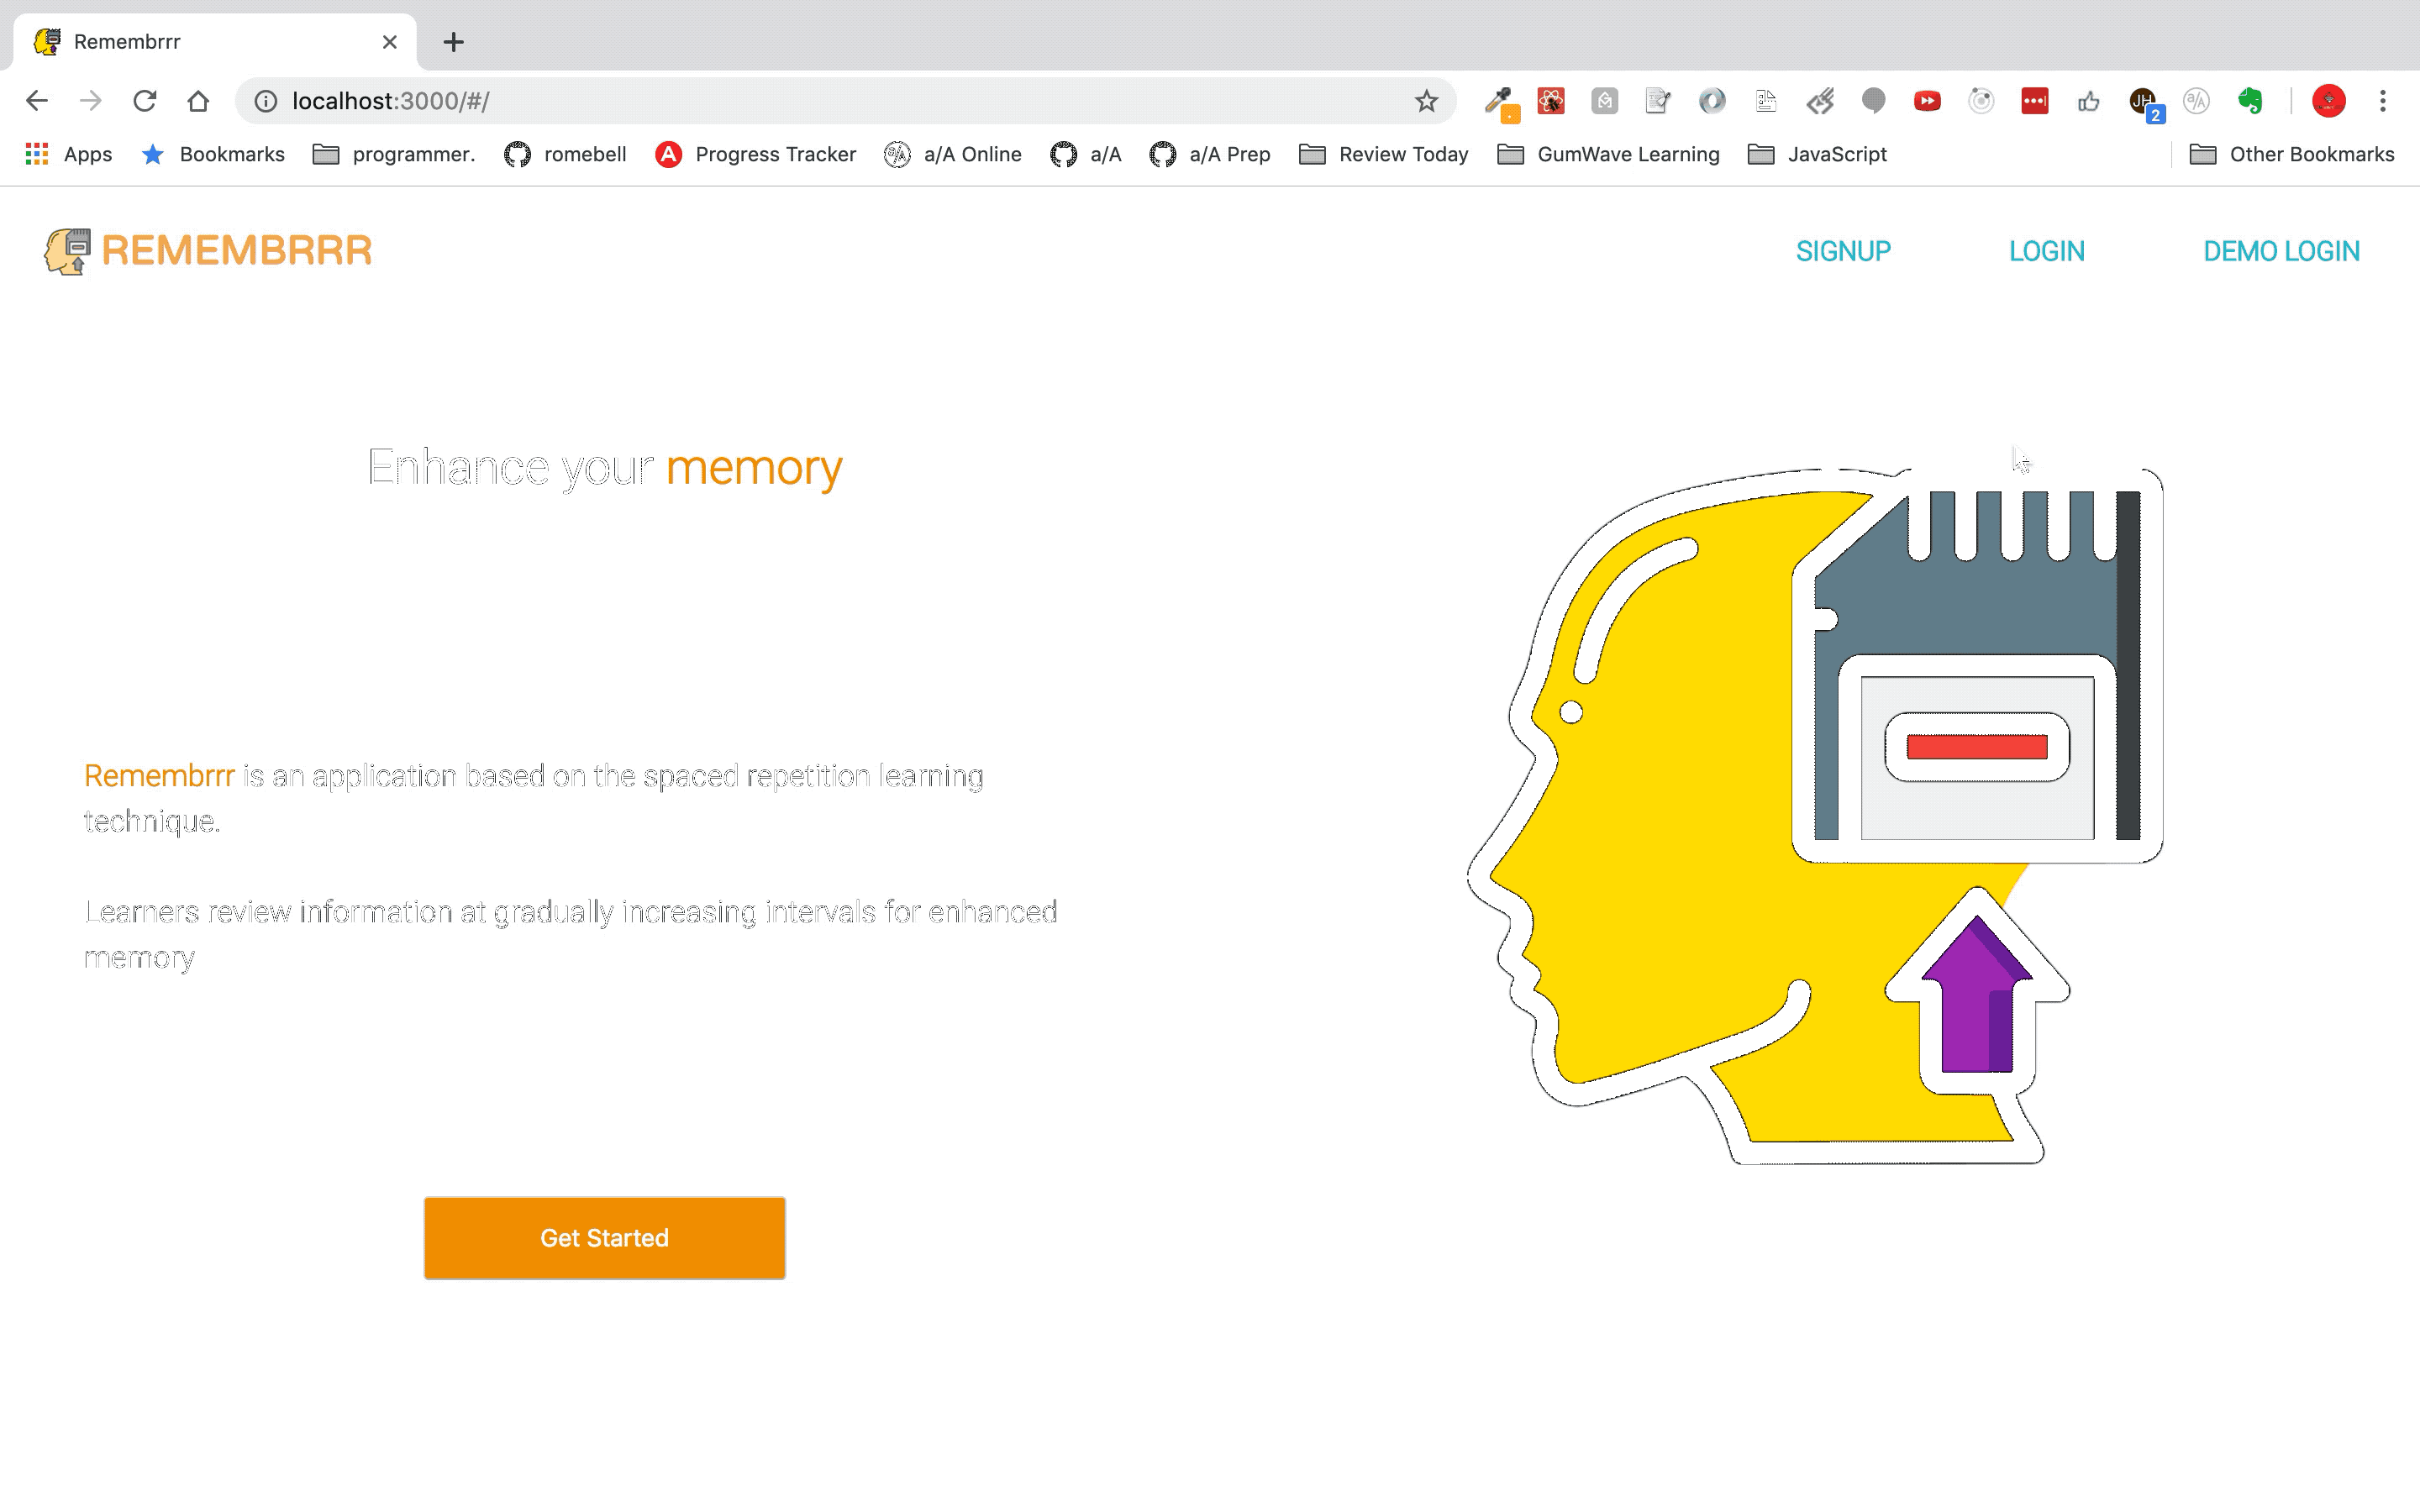 Remembrrr
localhost:3000/#/
2
Apps Bookmarks programmer. romebell Progress Tracker a/A Online a/A a/A Prep Review Today GumWave Learning JavaScript Other Bookmarks
REMEMBRRR SIGNUP LOGIN DEMO LOGIN
Enhance your memory
Remembrrr is an application based on the spaced repetition learning
technique.
Learners review information at gradually increasing intervals for enhanced
memory
Get Started